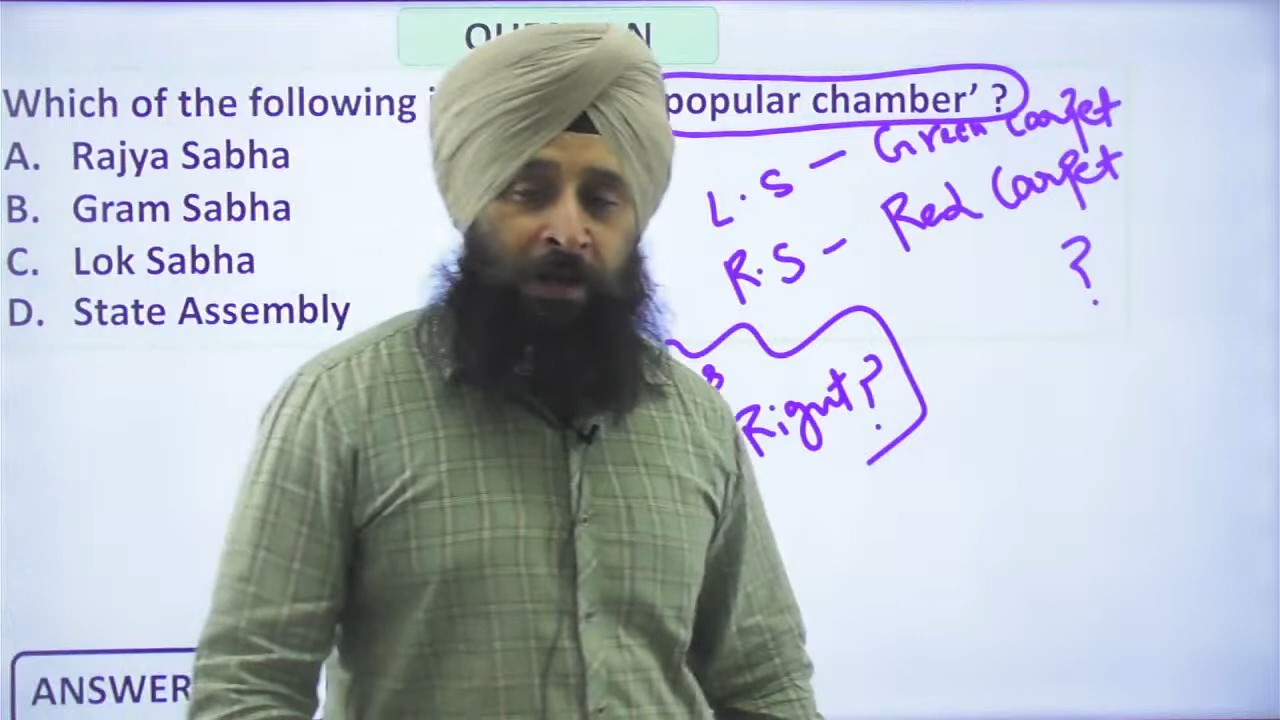 Which of the following
popular chamber’ ?
A. Rajya Sabha
B. Gram Sabha
C. Lok Sabha
D. State Assembly
L.S – Green Carpet
R.S – Red Carpet
?
Right?
ANSWER